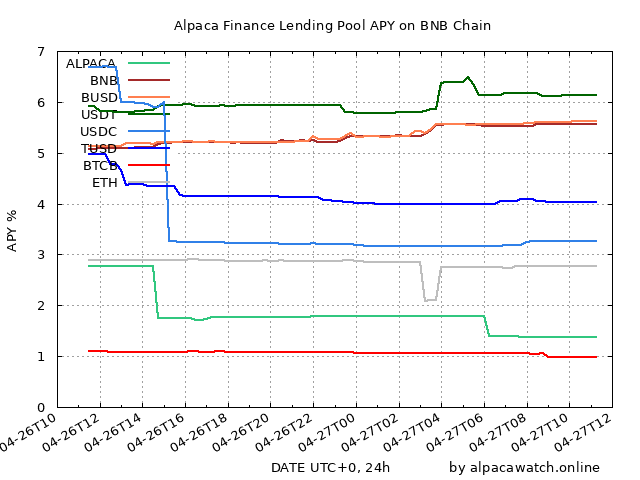 Alpaca Finance Lending Pool APY on BNB Chain
7
6
5
4
3
2
1
0
APY %
ALPACA
BNB
BUSD
USDT
USDC
TUSD
BTCB
ETH
04-26T10
04-26T12
04-26T14
04-26T16
04-26T18
04-26T20
04-26T22
04-27T00
04-27T02
04-27T04
04-27T06
04-27T08
04-27T10
04-27T12
DATE UTC+0, 24h
by alpacawatch.online